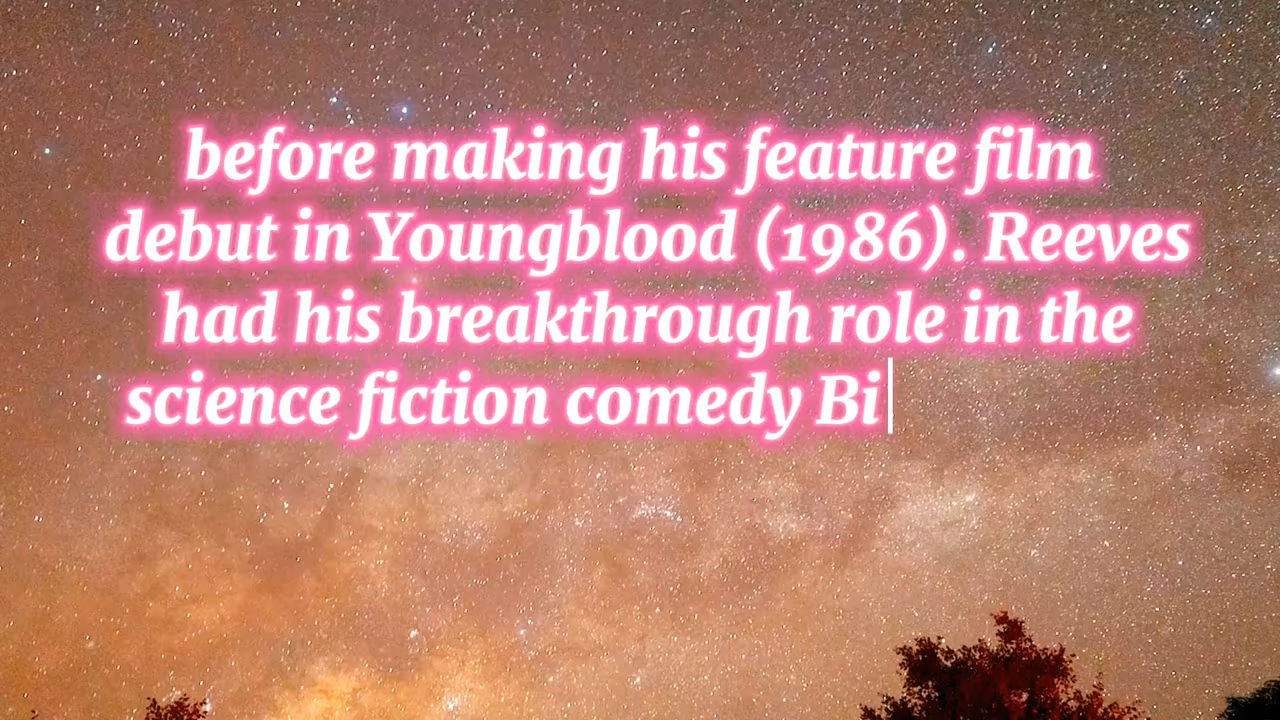 before making his feature film
debut in Youngblood (1986). Reeves
had his breakthrough role in the
science fiction comedy Bi